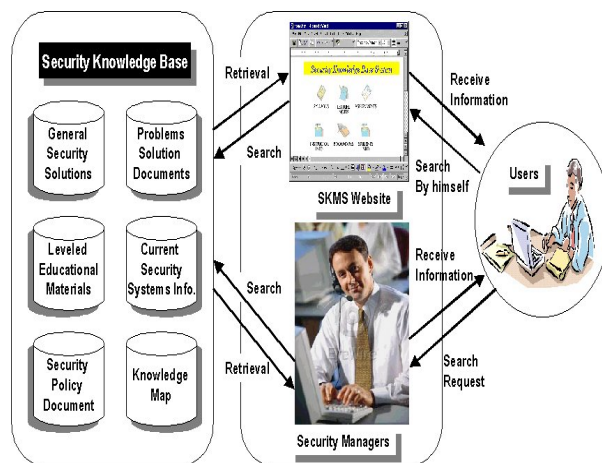 Security Knowledge Base
General
Security
Solutions
Problems
Solution
Documents
Leveled
Educational
Materials
Current
Security
Systems Info.
Security
Policy
Document
Knowledge
Map
Retrieval
Search
Search
Retrieval
Security Knowledge Base System
SKMS Website
Security Managers
Receive
Information
Search
By himself
Receive
Information
Search
Request
Users